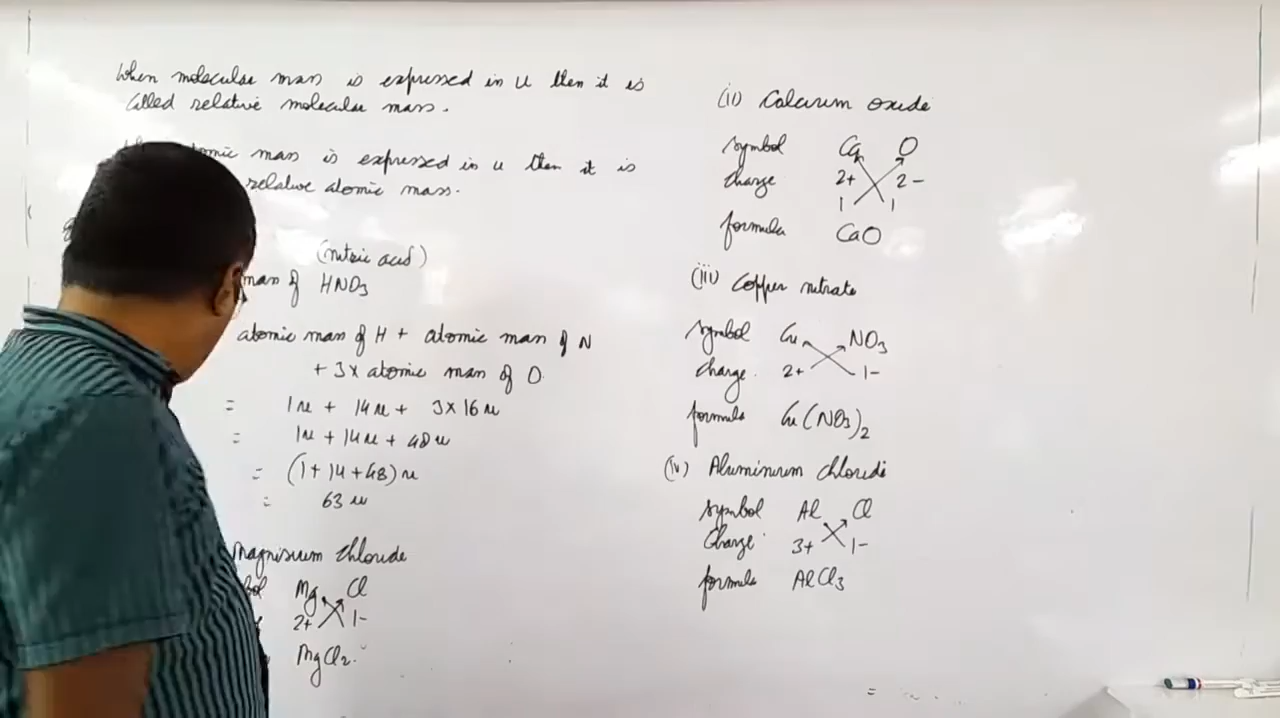 When molecular mass is expressed in u then it is
called relative molecular mass.
mass is expressed in u then it is
relative atomic mass.
(nitric acid)
mass of HNO3
atomic mass of H + atomic mass of N
+ 3x atomic mass of O
= 1u + 14u + 3 x 16u
= 1u + 14u + 48u
= (1 + 14 + 48) u
= 63 u
Magnesium chloride
Mg Cl
2+ 1-
MgCl2.
(ii) Calcium oxide
symbol Ca O
charge 2+ 2-
1 1
formula CaO
(iii) Copper nitrate
symbol Cu NO3
charge 2+ 1-
formula Cu(NO3)2
(iv) Aluminium chloride
symbol Al Cl
Charge 3+ 1-
formula AlCl3